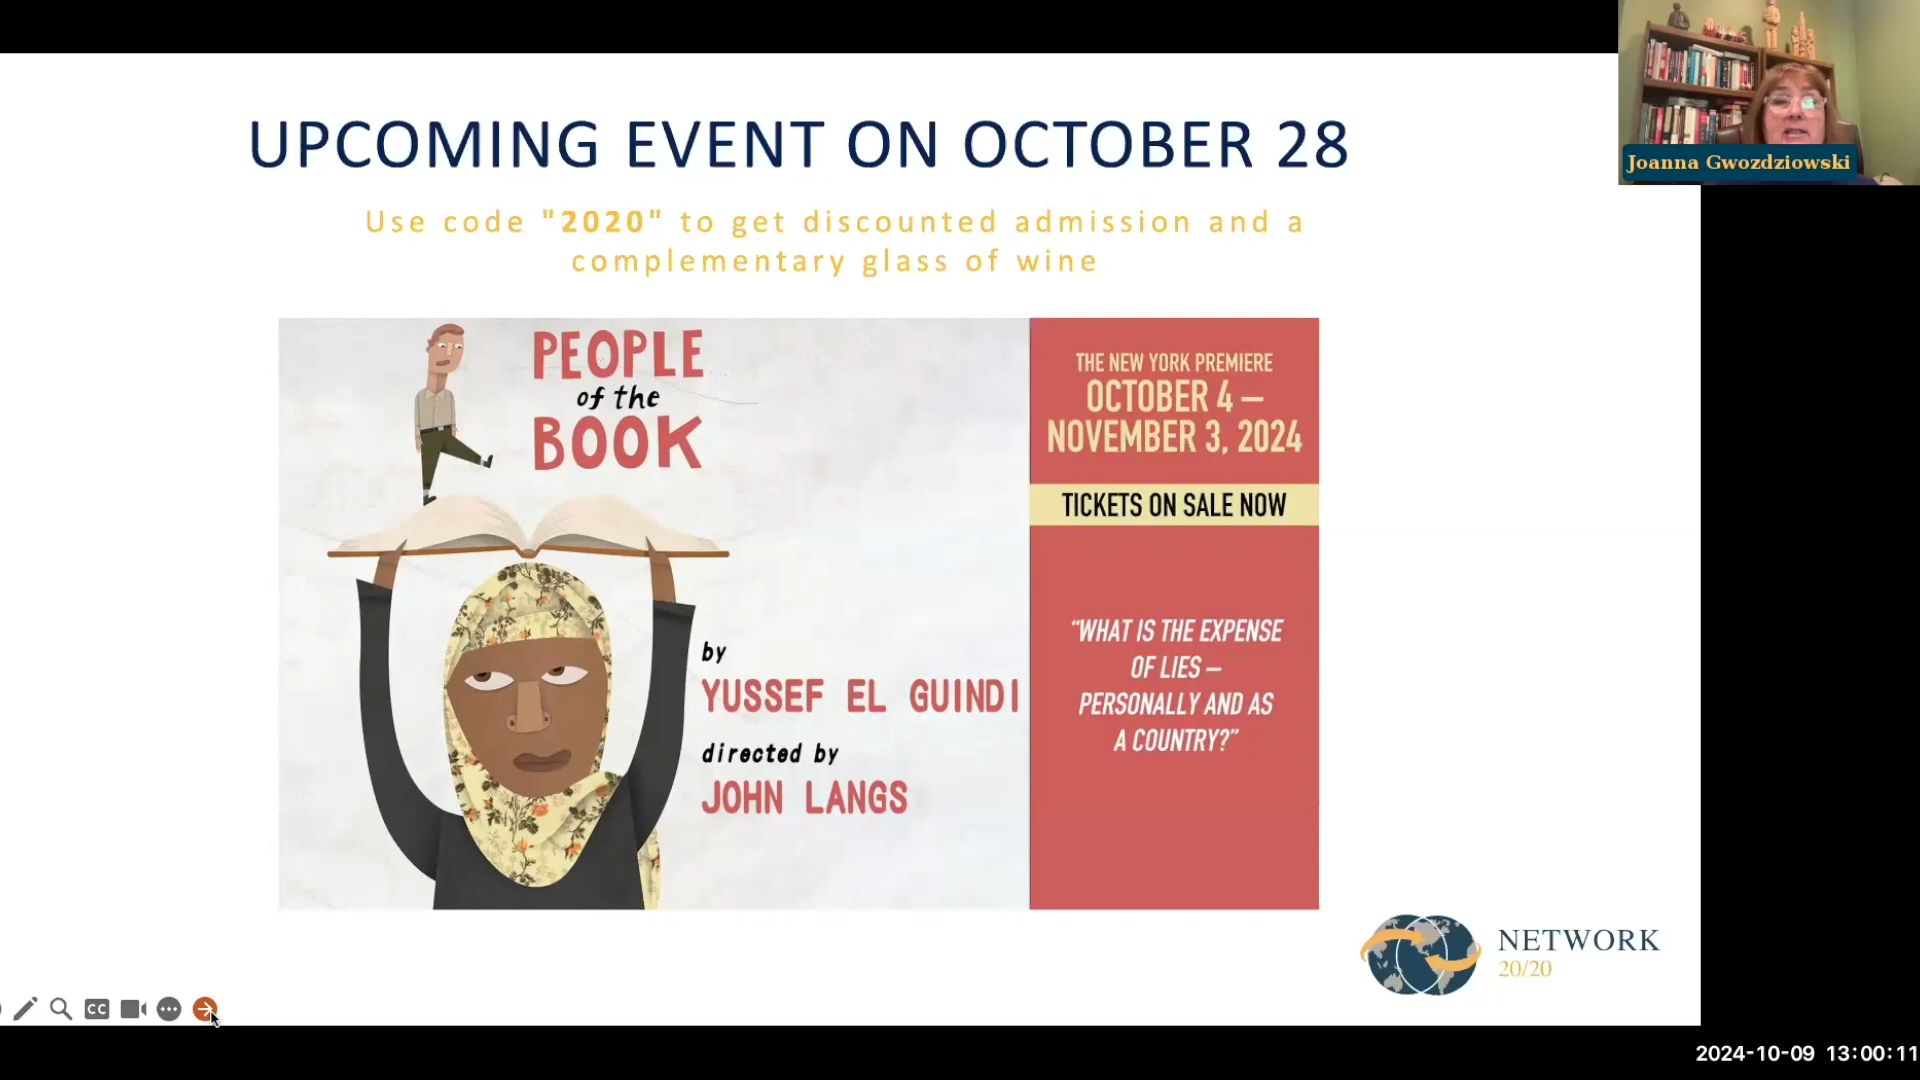 UPCOMING EVENT ON OCTOBER 28
Use code "2020" to get discounted admission and a
complementary glass of wine
Joanna Gwozdziowski
PEOPLE
of the
BOOK
by
YUSSEF EL GUINDI
directed by
JOHN LANGS
THE NEW YORK PREMIERE
OCTOBER 4 –
NOVEMBER 3, 2024
TICKETS ON SALE NOW
“WHAT IS THE EXPENSE
OF LIES –
PERSONALLY AND AS
A COUNTRY?”
NETWORK
20/20
CC
2024-10-09 13:00:11